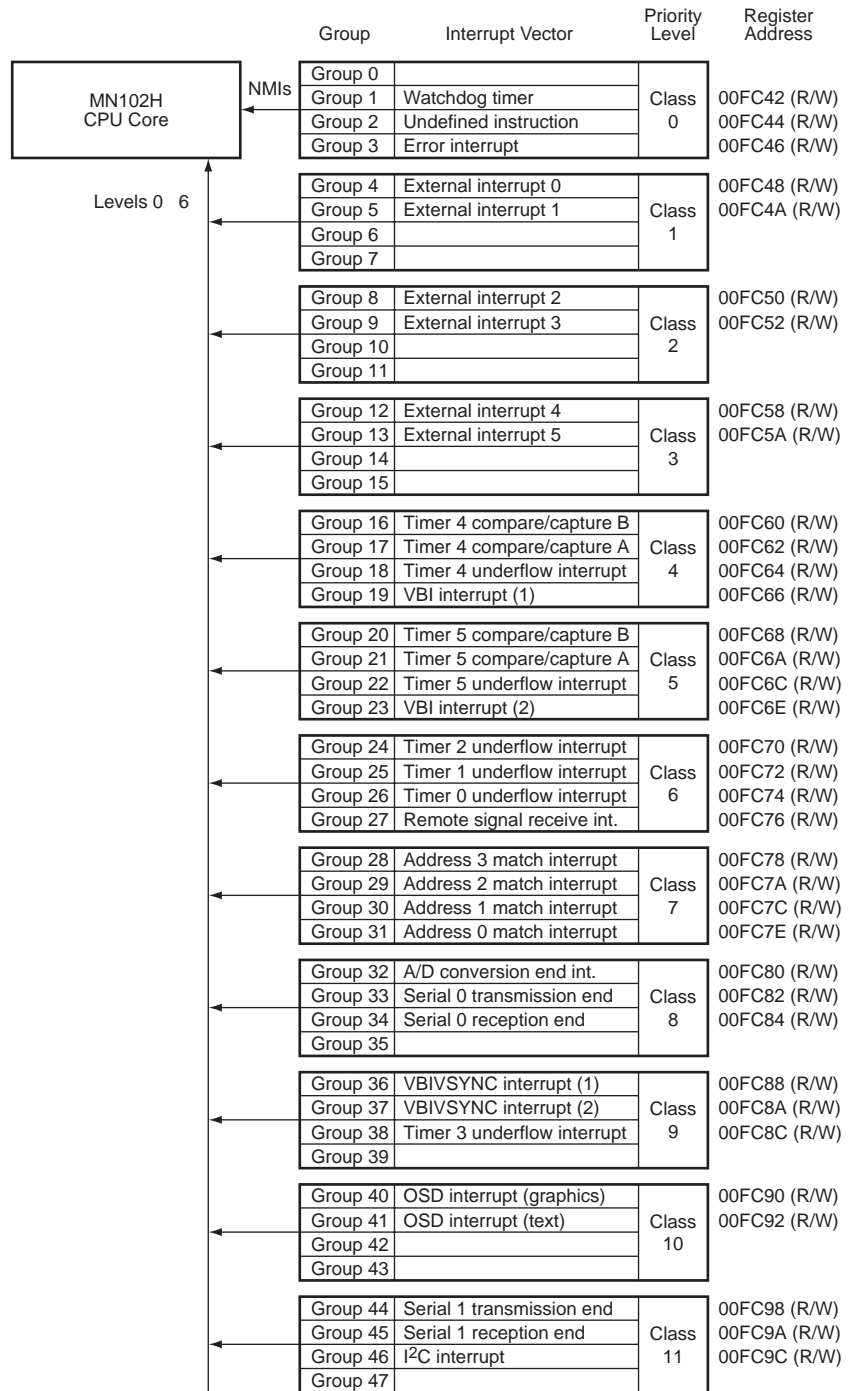 Group Interrupt Vector Priority Level Register Address
MN102H
CPU Core
NMIs
Levels 0 6
Group 0
Group 1 Watchdog timer 00FC42 (R/W)
Group 2 Undefined instruction 00FC44 (R/W)
Group 3 Error interrupt 00FC46 (R/W)
Class 0
Group 4 External interrupt 0 00FC48 (R/W)
Group 5 External interrupt 1 00FC4A (R/W)
Group 6
Group 7
Class 1
Group 8 External interrupt 2 00FC50 (R/W)
Group 9 External interrupt 3 00FC52 (R/W)
Group 10
Group 11
Class 2
Group 12 External interrupt 4 00FC58 (R/W)
Group 13 External interrupt 5 00FC5A (R/W)
Group 14
Group 15
Class 3
Group 16 Timer 4 compare/capture B 00FC60 (R/W)
Group 17 Timer 4 compare/capture A 00FC62 (R/W)
Group 18 Timer 4 underflow interrupt 00FC64 (R/W)
Group 19 VBI interrupt (1) 00FC66 (R/W)
Class 4
Group 20 Timer 5 compare/capture B 00FC68 (R/W)
Group 21 Timer 5 compare/capture A 00FC6A (R/W)
Group 22 Timer 5 underflow interrupt 00FC6C (R/W)
Group 23 VBI interrupt (2) 00FC6E (R/W)
Class 5
Group 24 Timer 2 underflow interrupt 00FC70 (R/W)
Group 25 Timer 1 underflow interrupt 00FC72 (R/W)
Group 26 Timer 0 underflow interrupt 00FC74 (R/W)
Group 27 Remote signal receive int. 00FC76 (R/W)
Class 6
Group 28 Address 3 match interrupt 00FC78 (R/W)
Group 29 Address 2 match interrupt 00FC7A (R/W)
Group 30 Address 1 match interrupt 00FC7C (R/W)
Group 31 Address 0 match interrupt 00FC7E (R/W)
Class 7
Group 32 A/D conversion end int. 00FC80 (R/W)
Group 33 Serial 0 transmission end 00FC82 (R/W)
Group 34 Serial 0 reception end 00FC84 (R/W)
Group 35
Class 8
Group 36 VBIVSYNC interrupt (1) 00FC88 (R/W)
Group 37 VBIVSYNC interrupt (2) 00FC8A (R/W)
Group 38 Timer 3 underflow interrupt 00FC8C (R/W)
Group 39
Class 9
Group 40 OSD interrupt (graphics) 00FC90 (R/W)
Group 41 OSD interrupt (text) 00FC92 (R/W)
Group 42
Group 43
Class 10
Group 44 Serial 1 transmission end 00FC98 (R/W)
Group 45 Serial 1 reception end 00FC9A (R/W)
Group 46 I2C interrupt 00FC9C (R/W)
Group 47
Class 11